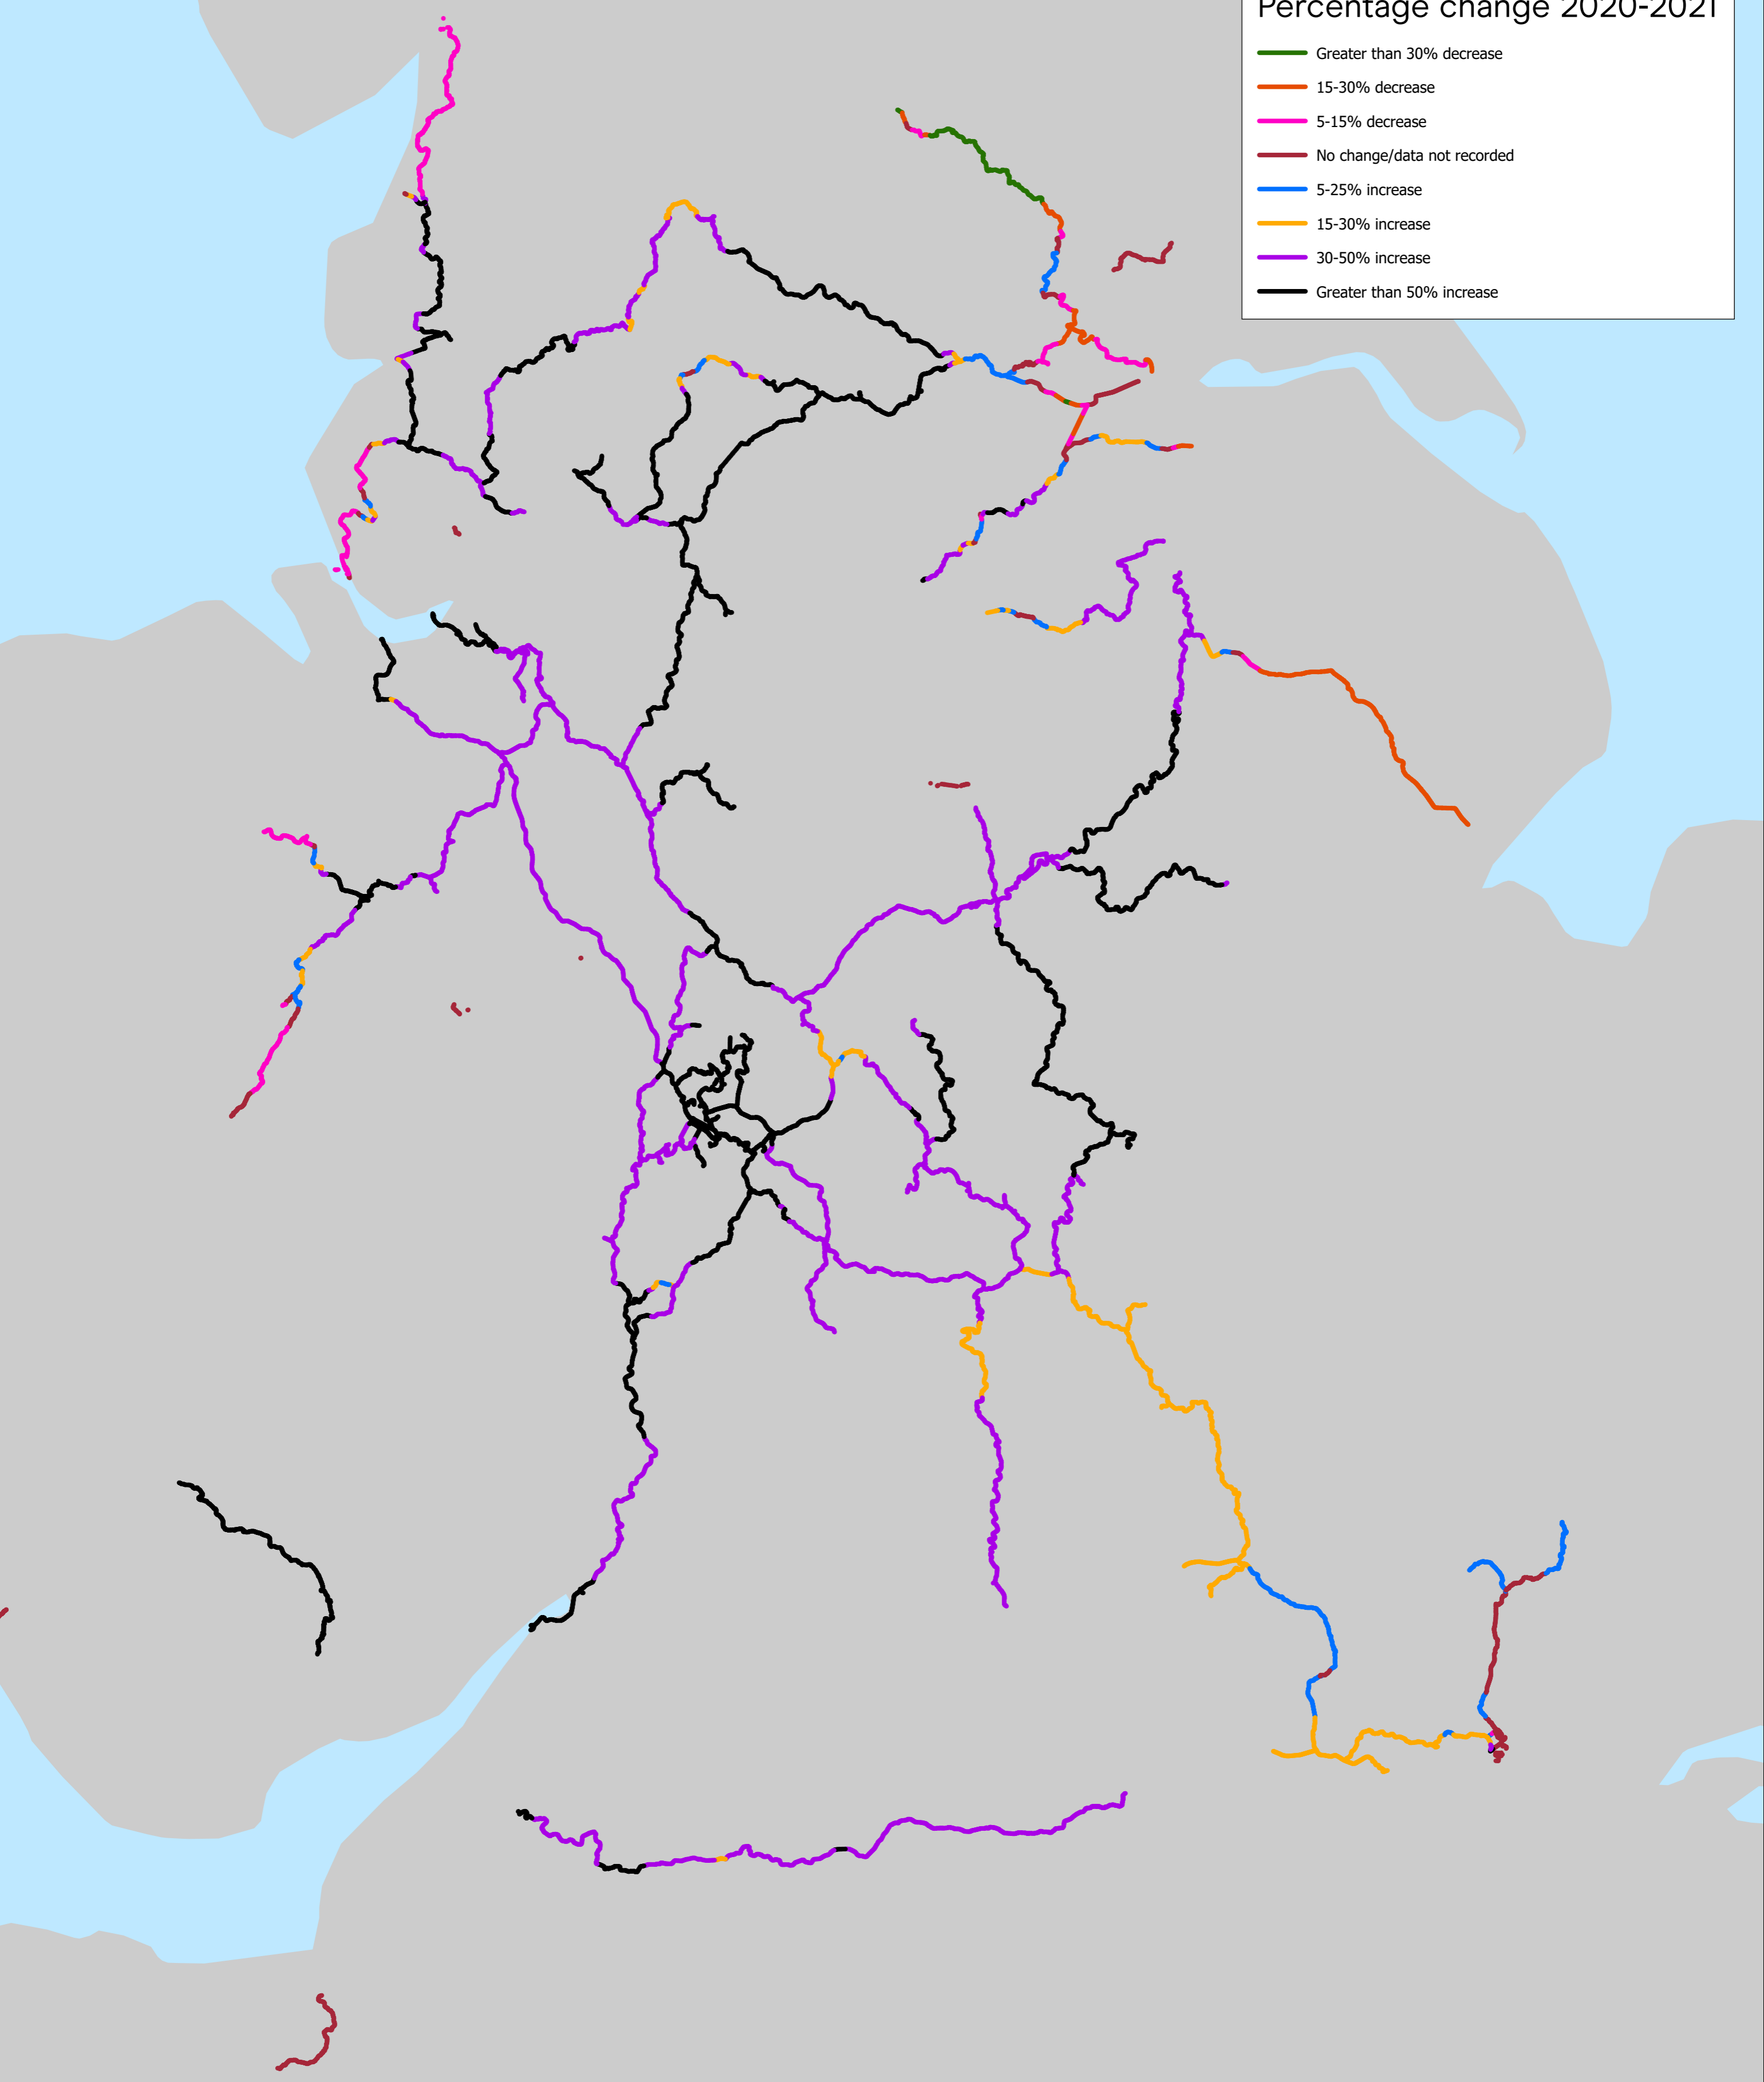 Percentage change 2020-2021
Greater than 30% decrease
15-30% decrease
5-15% decrease
No change/data not recorded
5-25% increase
15-30% increase
30-50% increase
Greater than 50% increase